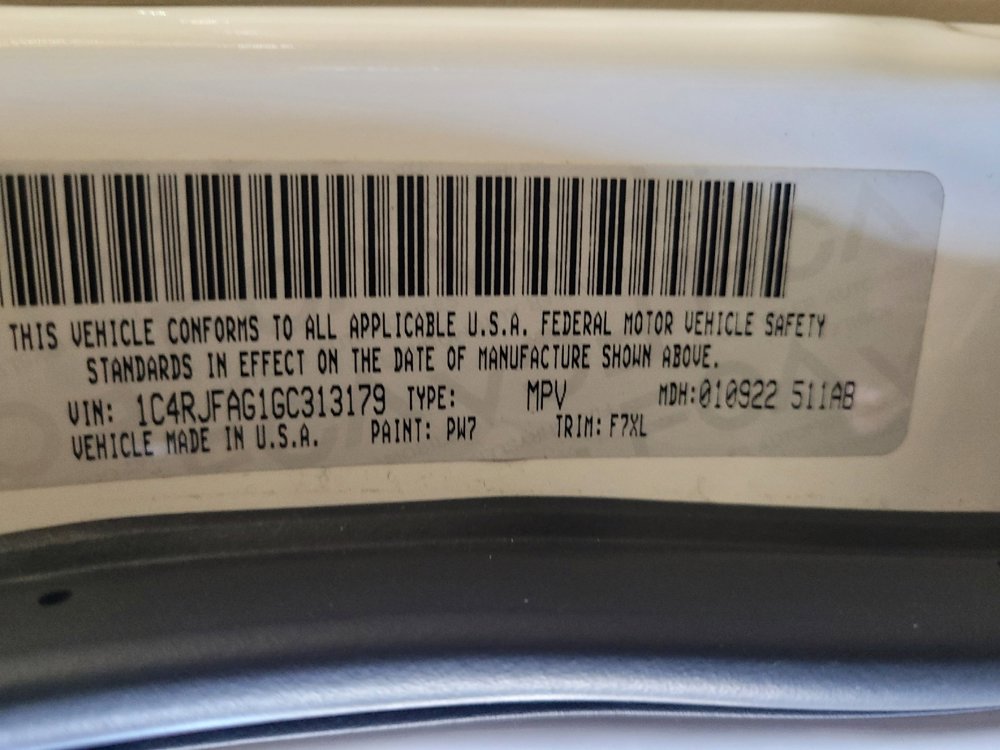 THIS VEHICLE CONFORMS TO ALL APPLICABLE U.S.A. FEDERAL MOTOR VEHICLE SAFETY
STANDARDS IN EFFECT ON THE DATE OF MANUFACTURE SHOWN ABOVE.
VIN: 1C4RJFAG1GC313179 TYPE: MPV MDH:010922 511AB
VEHICLE MADE IN U.S.A. PAINT: PW7 TRIM: F7XL